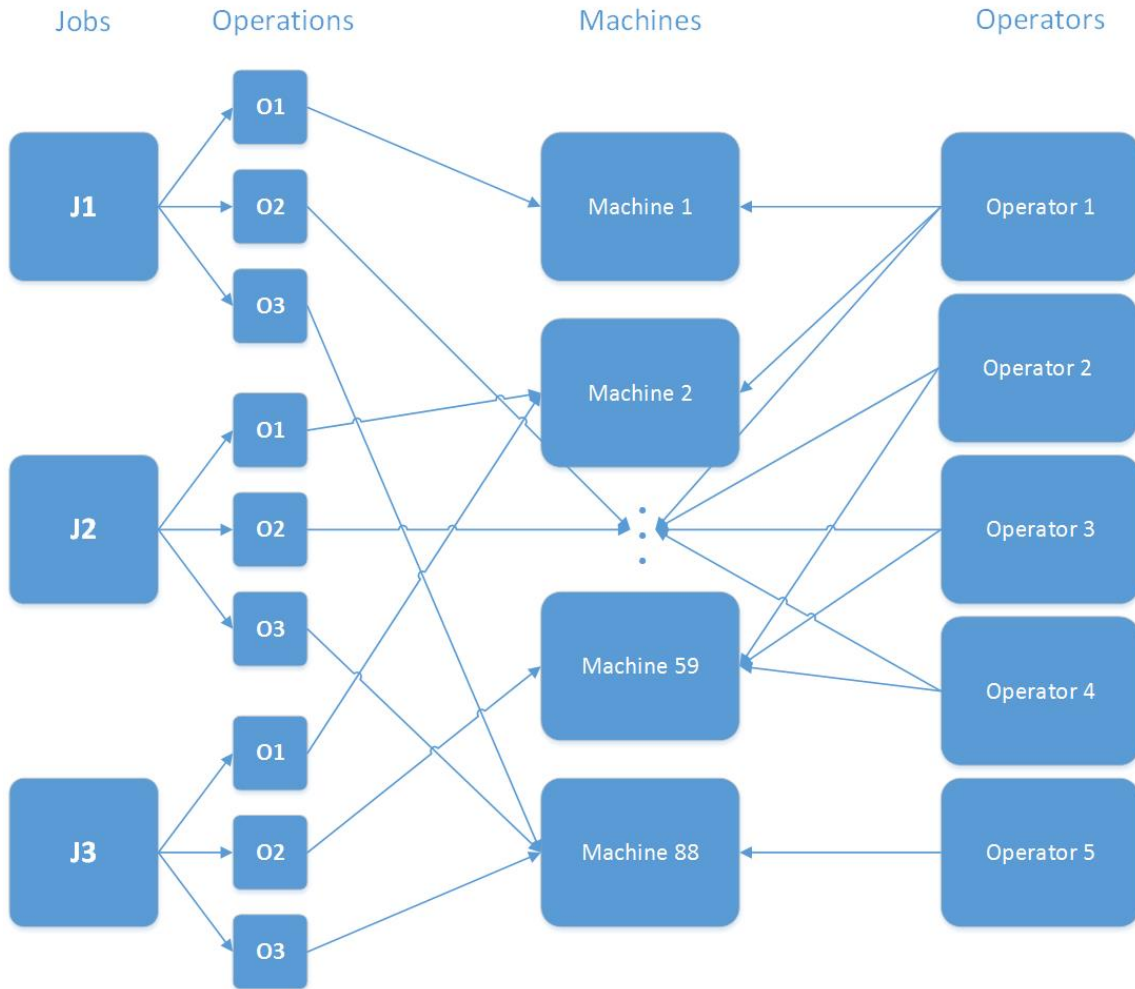 Jobs
Operations
Machines
Operators
J1
O1
O2
O3
J2
O1
O2
O3
J3
O1
O2
O3
Machine 1
Machine 2
Machine 59
Machine 88
Operator 1
Operator 2
Operator 3
Operator 4
Operator 5